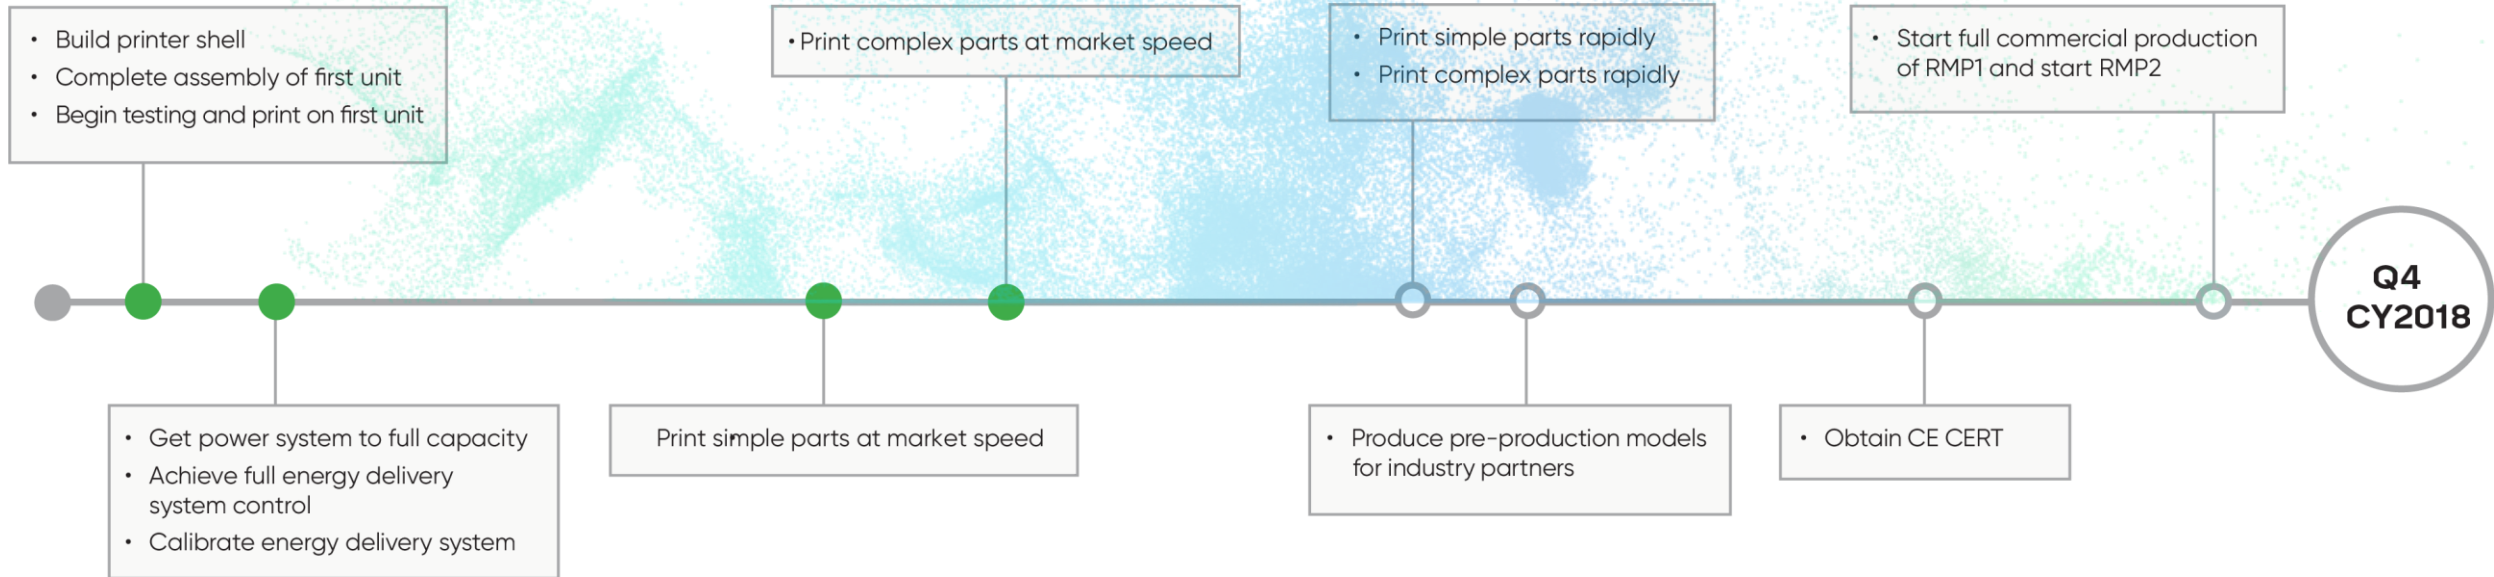 • Build printer shell
• Complete assembly of first unit
• Begin testing and print on first unit
• Print complex parts at market speed
• Print simple parts rapidly
• Print complex parts rapidly
• Start full commercial production
of RMP1 and start RMP2
Q4
CY2018
• Get power system to full capacity
• Achieve full energy delivery
system control
• Calibrate energy delivery system
Print simple parts at market speed
• Produce pre-production models
for industry partners
• Obtain CE CERT